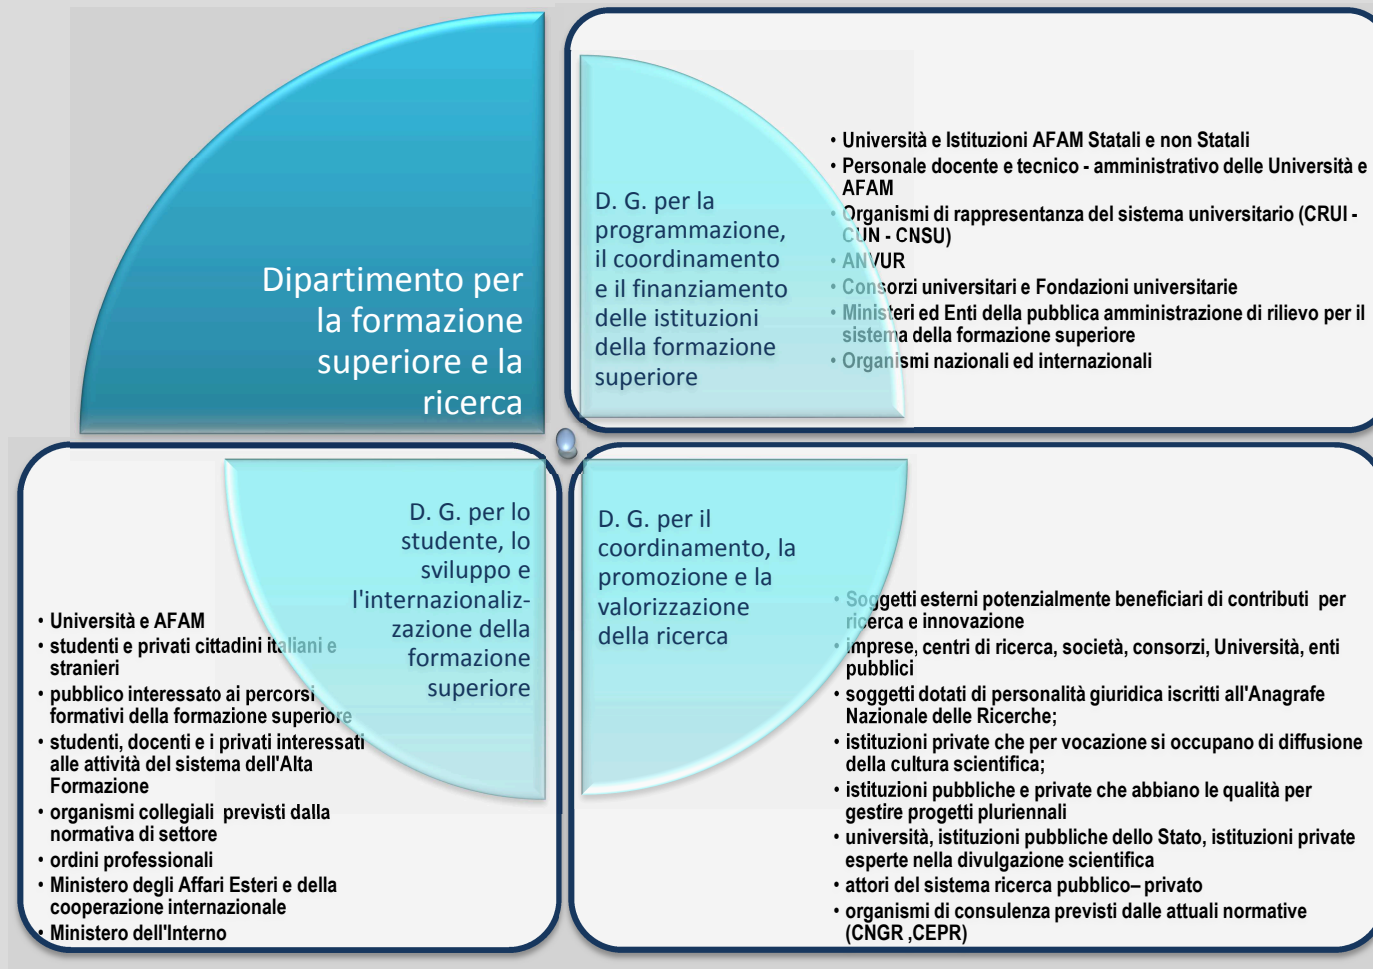 Dipartimento per
la formazione
superiore e la
ricerca
D. G. per la
programmazione,
il coordinamento
e il finanziamento
delle istituzioni
della formazione
superiore
• Università e Istituzioni AFAM Statali e non Statali
• Personale docente e tecnico - amministrativo delle Università e
AFAM
• Organismi di rappresentanza del sistema universitario (CRUI -
CUN - CNSU)
• ANVUR
• Consorzi universitari e Fondazioni universitarie
• Ministeri ed Enti della pubblica amministrazione di rilievo per il
sistema della formazione superiore
• Organismi nazionali ed internazionali
D. G. per lo
studente, lo
sviluppo e
l'internazionaliz-
zazione della
formazione
superiore
• Università e AFAM
• studenti e privati cittadini italiani e
stranieri
• pubblico interessato ai percorsi
formativi della formazione superiore
• studenti, docenti e i privati interessati
alle attività del sistema dell'Alta
Formazione
• organismi collegiali previsti dalla
normativa di settore
• ordini professionali
• Ministero degli Affari Esteri e della
cooperazione internazionale
• Ministero dell'Interno
D. G. per il
coordinamento, la
promozione e la
valorizzazione
della ricerca
• Soggetti esterni potenzialmente beneficiari di contributi per
ricerca e innovazione
• imprese, centri di ricerca, società, consorzi, Università, enti
pubblici
• soggetti dotati di personalità giuridica iscritti all'Anagrafe
Nazionale delle Ricerche;
• istituzioni private che per vocazione si occupano di diffusione
della cultura scientifica;
• istituzioni pubbliche e private che abbiano le qualità per
gestire progetti pluriennali
• università, istituzioni pubbliche dello Stato, istituzioni private
esperte nella divulgazione scientifica
• attori del sistema ricerca pubblico– privato
• organismi di consulenza previsti dalle attuali normative
(CNGR ,CEPR)